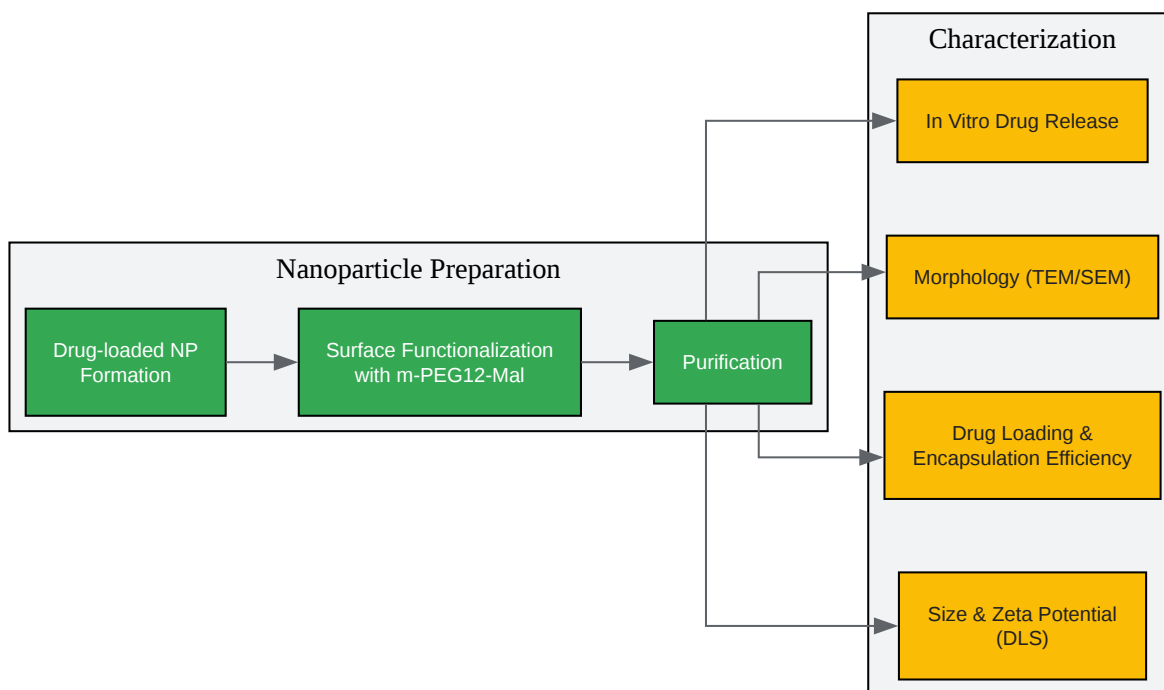 Characterization
In Vitro Drug Release
Nanoparticle Preparation
Morphology (TEM/SEM)
Drug-loaded NP
Formation
Surface Functionalization
with m-PEG12-Mal
Purification
Drug Loading &
Encapsulation Efficiency
Size & Zeta Potential
(DLS)